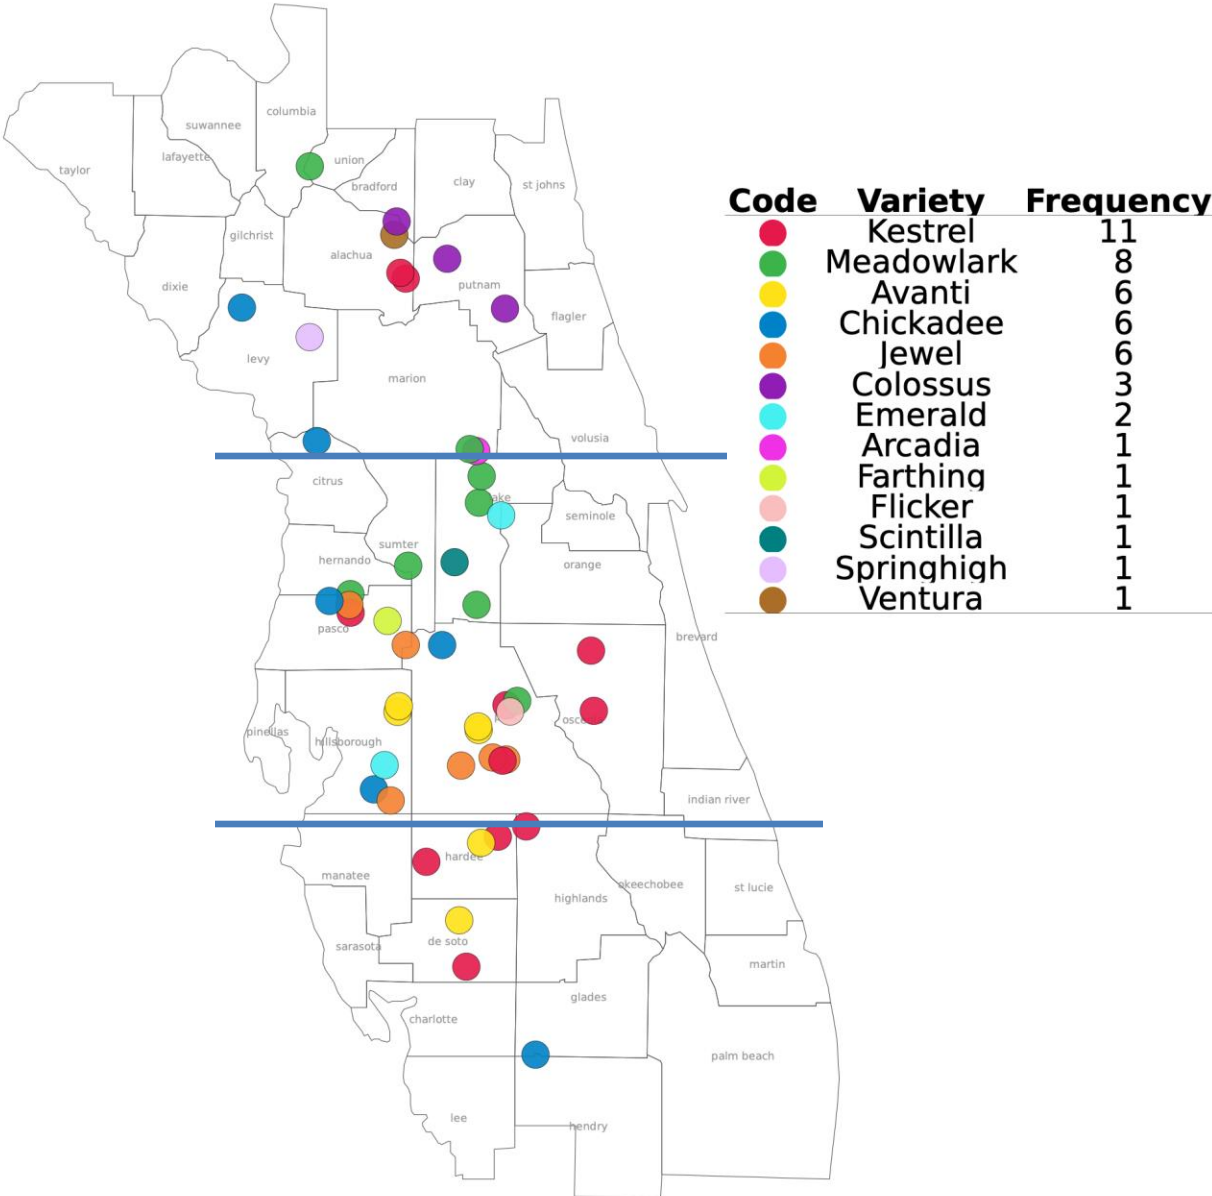 columbia
suwannee
union
lafayette
taylor
bradford
clay
st johns
Code Variety Frequency
Kestrel 11
Meadowlark 8
Avanti 6
Chickadee 6
Jewel 6
Colossus 3
Emerald 2
Arcadia 1
Farthing 1
Flicker 1
Scintilla 1
Springhigh 1
Ventura 1
gilchrist
alachua
dixie
putnam
flagler
levy
marion
volusia
citrus
ake
seminole
sumter
hernando
orange
pasco
brevard
pinellas
hillsborough
osce
indian river
hardee
manatee
okeechobee
st lucie
highlands
de soto
sarasota
martin
glades
charlotte
palm beach
lee
hendry